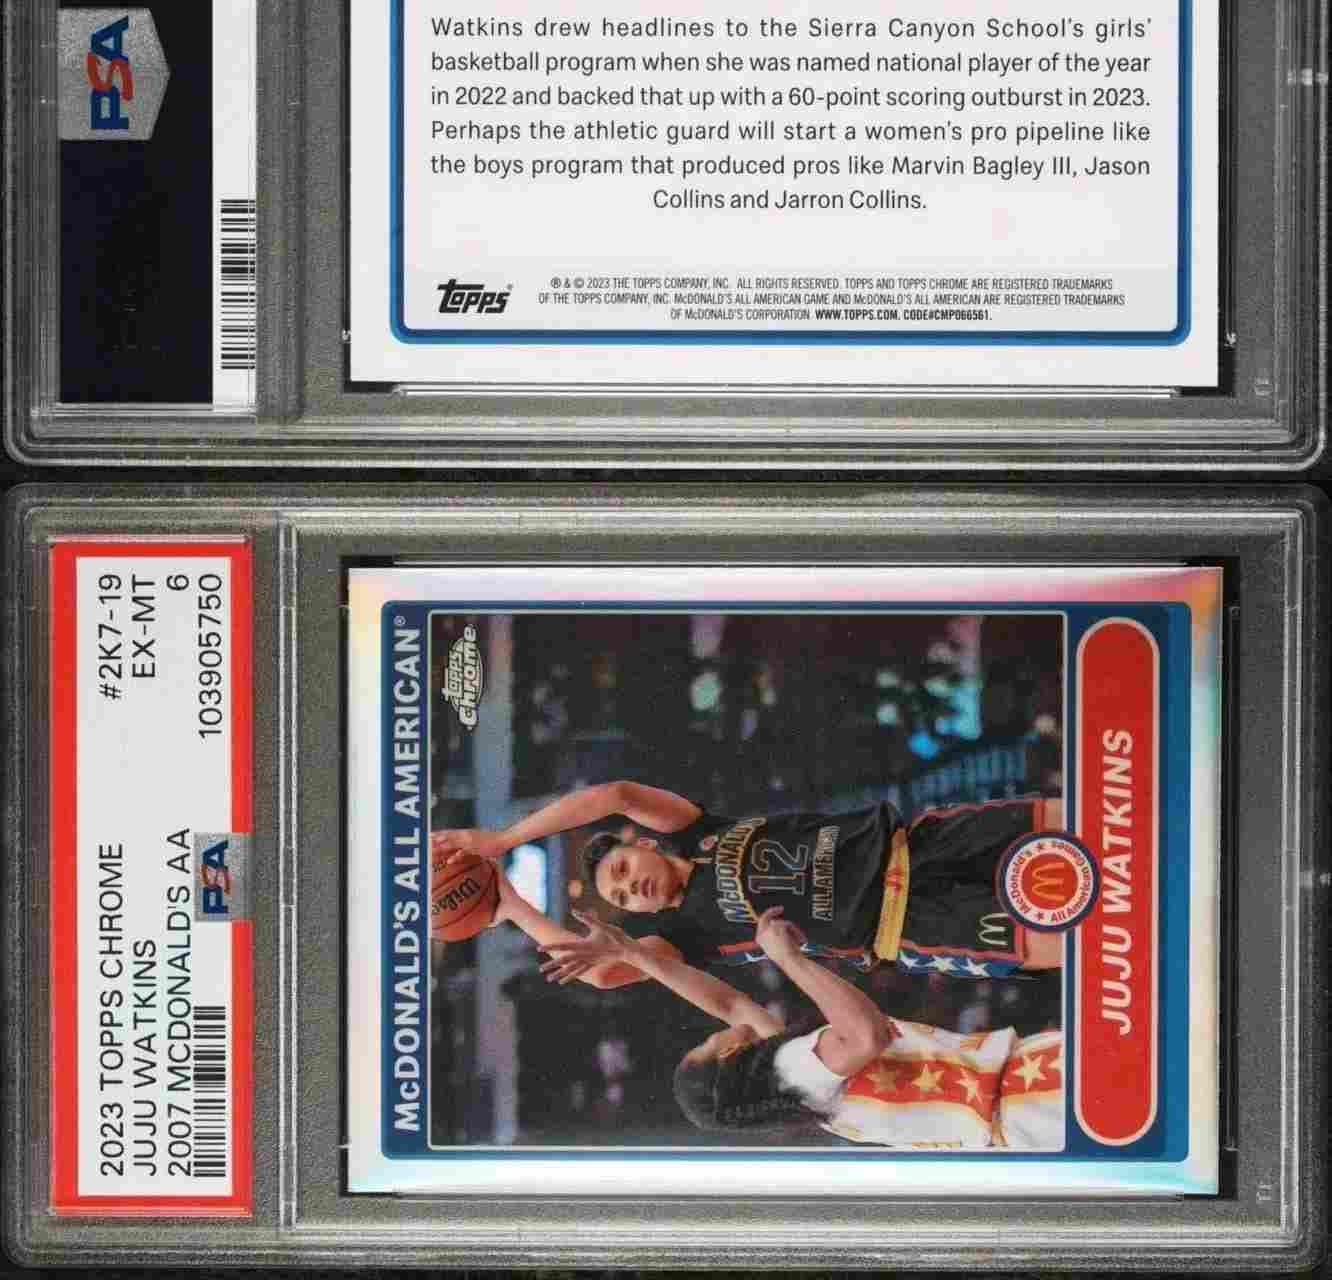 PSA
Watkins drew headlines to the Sierra Canyon School's girls'
basketball program when she was named national player of the year
in 2022 and backed that up with a 60-point scoring outburst in 2023.
Perhaps the athletic guard will start a women's pro pipeline like
the boys program that produced pros like Marvin Bagley III, Jason
Collins and Jarron Collins.
Topps®
® & © 2023 THE TOPPS COMPANY, INC. ALL RIGHTS RESERVED. TOPPS AND TOPPS CHROME ARE REGISTERED TRADEMARKS
OF THE TOPPS COMPANY, INC. McDONALD'S ALL AMERICAN GAME AND McDONALD'S ALL AMERICAN ARE REGISTERED TRADEMARKS
OF McDONALD'S CORPORATION. WWW.TOPPS.COM. CODE#CMP066561.
2023 TOPPS CHROME #2K7-19
JUJU WATKINS EX-MT
2007 MCDONALD'S AA 6
PSA 103905750
McDONALD'S ALL AMERICAN®
Topps
Chrome
Wilson
McDONALD'S
12
ALL AMERICAN
McDonald's
All American Games
JUJU WATKINS